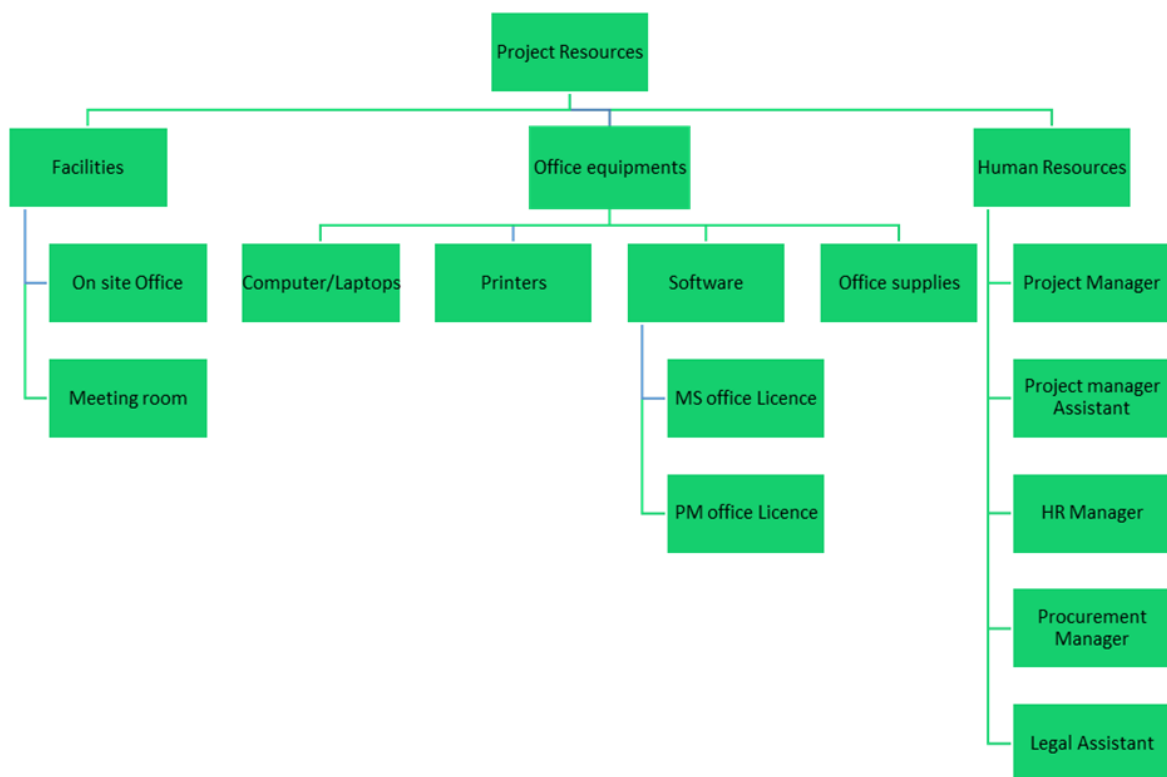 Project Resources
Facilities
Office equipments
Human Resources
On site Office
Computer/Laptops
Printers
Software
Office supplies
Project Manager
Meeting room
MS office Licence
Project manager
Assistant
PM office Licence
HR Manager
Procurement
Manager
Legal Assistant